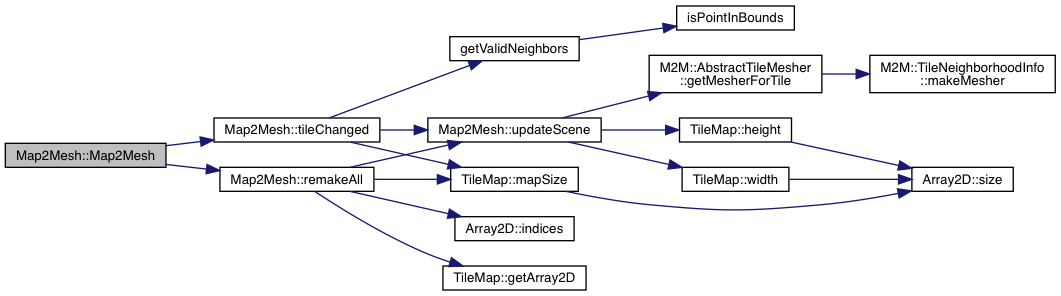 Map2Mesh::Map2Mesh
Map2Mesh::tileChanged
Map2Mesh::remakeAll
getValidNeighbors
Map2Mesh::updateScene
TileMap::mapSize
Array2D::indices
TileMap::getArray2D
isPointInBounds
M2M::AbstractTileMesher
::getMesherForTile
TileMap::height
TileMap::width
M2M::TileNeighborhoodInfo
::makeMesher
Array2D::size